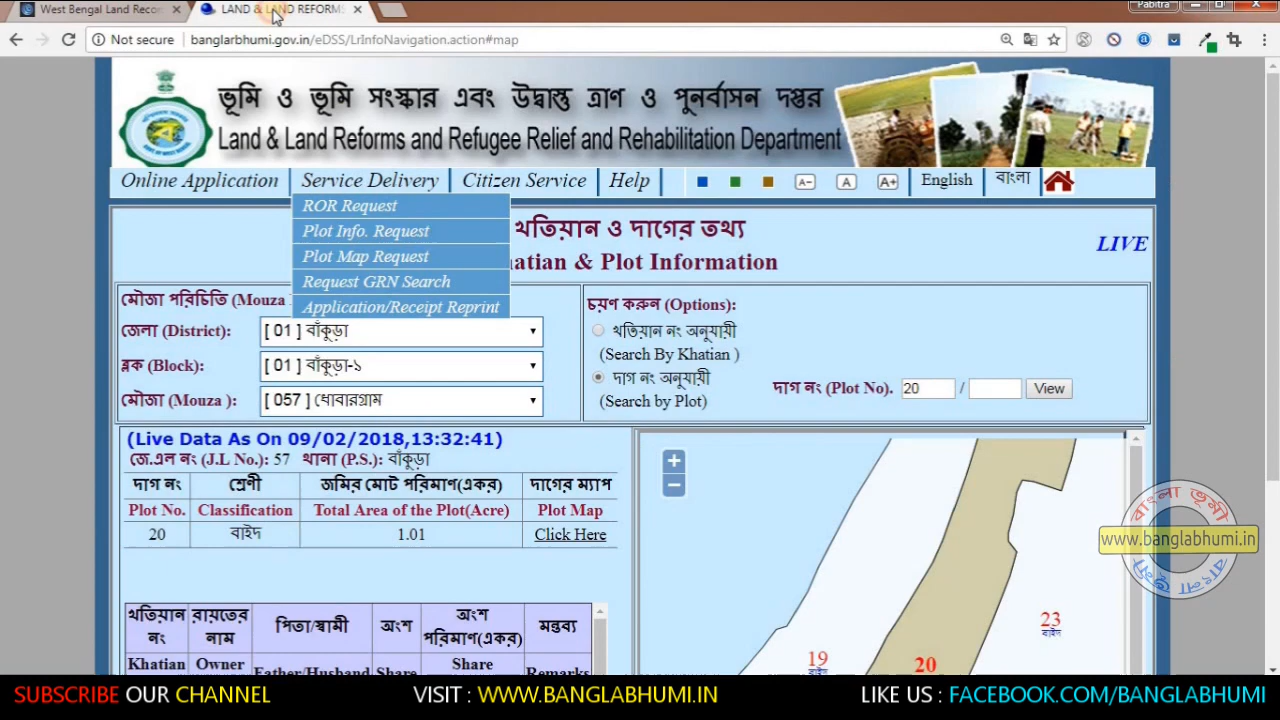 West Bengal Land Recor
LAND & LAND REFORMS
Pabitra
Not secure
banglarbhumi.gov.in/eDSS/LrInfoNavigation.action#map
ভূমি ও ভূমি সংস্কার এবং উদ্বাস্তু ত্রাণ ও পুনর্বাসন দপ্তর
Land & Land Reforms and Refugee Relief and Rehabilitation Department
Online Application Service Delivery Citizen Service Help A- A A+ English বাংলা
ROR Request
Plot Info. Request
Plot Map Request
Request GRN Search
Application/Receipt Reprint
খতিয়ান ও দাগের তথ্য
atian & Plot Information
LIVE
মৌজা পরিচিতি (Mouza
জেলা (District): [ 01 ] বাঁকুড়া
ব্লক (Block): [ 01 ] বাঁকুড়া-১
মৌজা (Mouza ): [ 057 ] ধোবারগ্রাম
চয়ণ করুন (Options):
খতিয়ান নং অনুযায়ী
(Search By Khatian )
দাগ নং অনুযায়ী
(Search by Plot)
দাগ নং (Plot No). 20 / View
(Live Data As On 09/02/2018,13:32:41)
জে.এল নং (J.L No.): 57 থানা (P.S.): বাঁকুড়া
দাগ নং শ্রেণী জমির মোট পরিমাণ(একর) দাগের ম্যাপ
Plot No. Classification Total Area of the Plot(Acre) Plot Map
20 বাইদ 1.01 Click Here
খতিয়ান নং রায়তের নাম পিতা/স্বামী অংশ অংশ পরিমাণ(একর) মন্তব্য
Khatian Owner Father/Husband Share Share Remarks
+
−
19
বাইদ
20
23
বাইদ
বাংলা ভূমী
www.banglabhumi.in
SUBSCRIBE OUR CHANNEL
VISIT : WWW.BANGLABHUMI.IN
LIKE US : FACEBOOK.COM/BANGLABHUMI